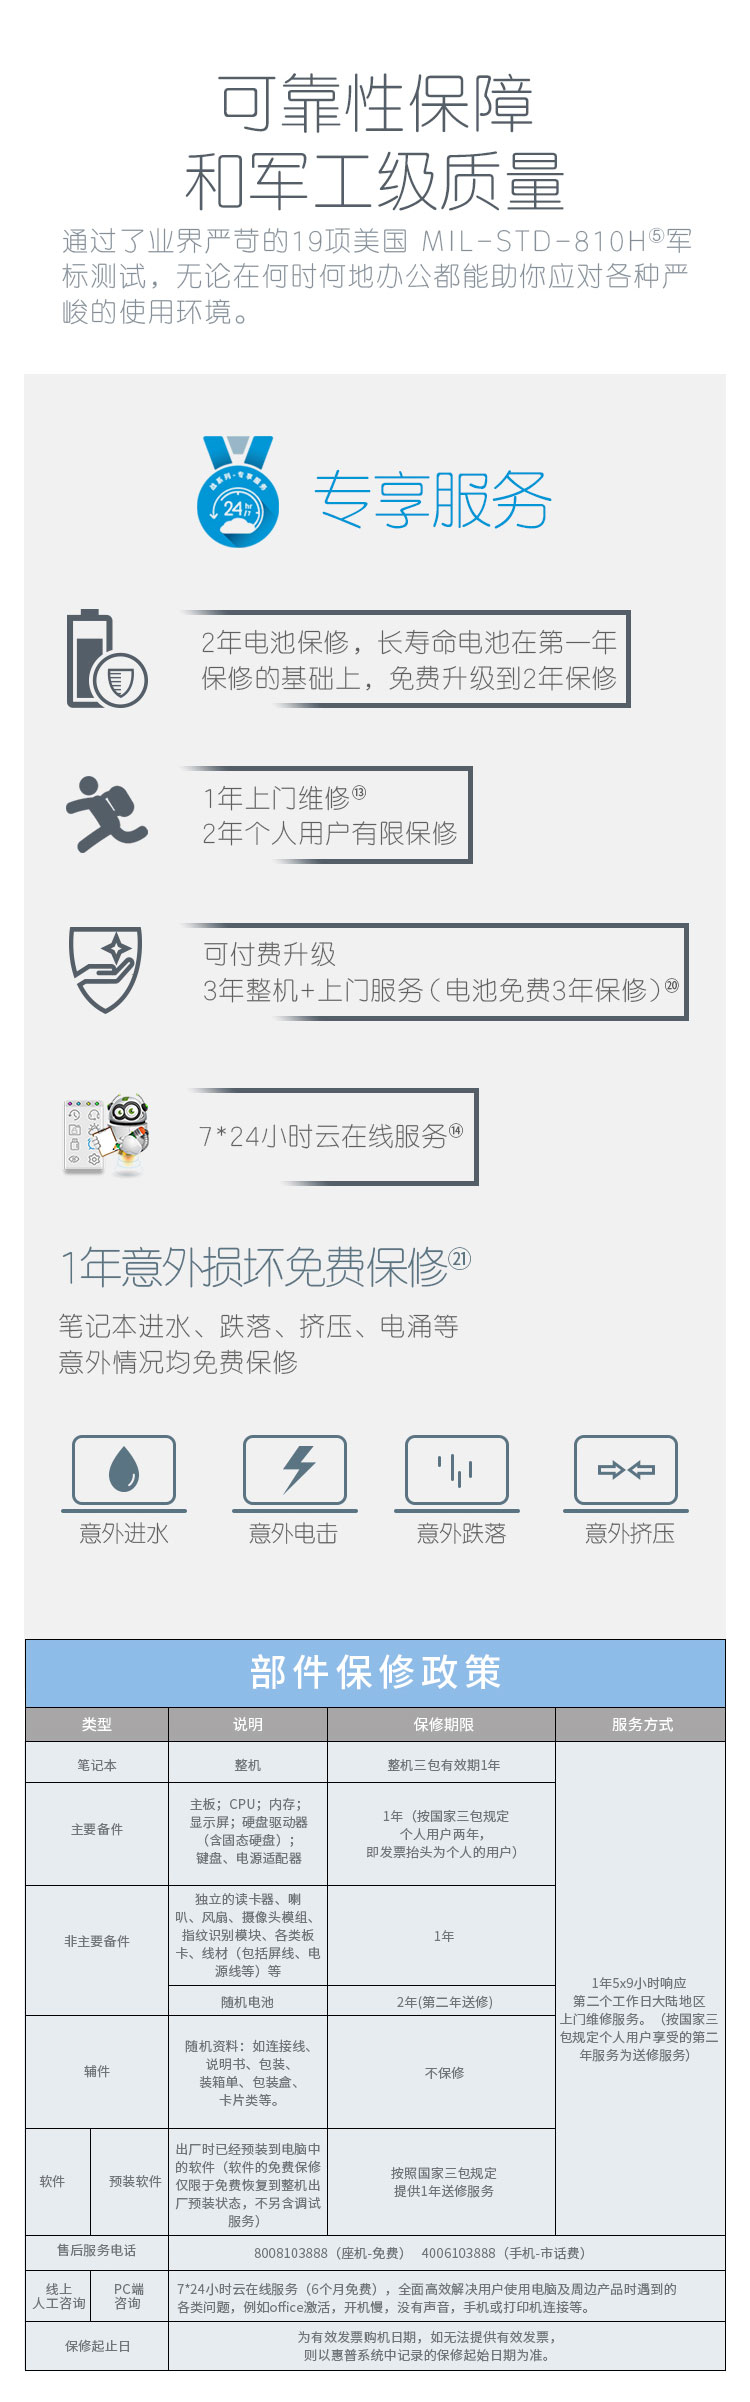 可靠性保障
和军工级质量
通过了业界严苛的19项美国 MIL-STD-810H⑤军
标测试，无论在何时何地办公都能助你应对各种严
峻的使用环境。
战系列·专享服务
24hr
FT
专享服务
2年电池保修，长寿命电池在第一年
保修的基础上，免费升级到2年保修
1年上门维修⑬
2年个人用户有限保修
可付费升级
3年整机+上门服务（电池免费3年保修）⑳
7*24小时云在线服务⑭
1年意外损坏免费保修㉑
笔记本进水、跌落、挤压、电涌等
意外情况均免费保修
意外进水 意外电击 意外跌落 意外挤压
部件保修政策
类型 说明 保修期限 服务方式
笔记本 整机 整机三包有效期1年
主要备件
主板；CPU；内存；
显示屏；硬盘驱动器
（含固态硬盘）；
键盘、电源适配器
1年（按国家三包规定
个人用户两年，
即发票抬头为个人的用户）
非主要备件
独立的读卡器、喇
叭、风扇、摄像头模组、
指纹识别模块、各类板
卡、线材（包括屏线、电
源线等）等
1年
随机电池 2年(第二年送修)
1年5x9小时响应
第二个工作日大陆地区
上门维修服务。（按国家三
包规定个人用户享受的第二
年服务为送修服务）
辅件
随机资料：如连接线、
说明书、包装、
装箱单、包装盒、
卡片类等。
不保修
软件 预装软件
出厂时已经预装到电脑中
的软件（软件的免费保修
仅限于免费恢复到整机出
厂预装状态，不另含调试
服务）
按照国家三包规定
提供1年送修服务
售后服务电话 8008103888（座机-免费） 4006103888（手机-市话费）
线上
人工咨询
PC端
咨询
7*24小时云在线服务（6个月免费），全面高效解决用户使用电脑及周边产品时遇到的
各类问题，例如office激活，开机慢，没有声音，手机或打印机连接等。
保修起止日
为有效发票购机日期，如无法提供有效发票，
则以惠普系统中记录的保修起始日期为准。